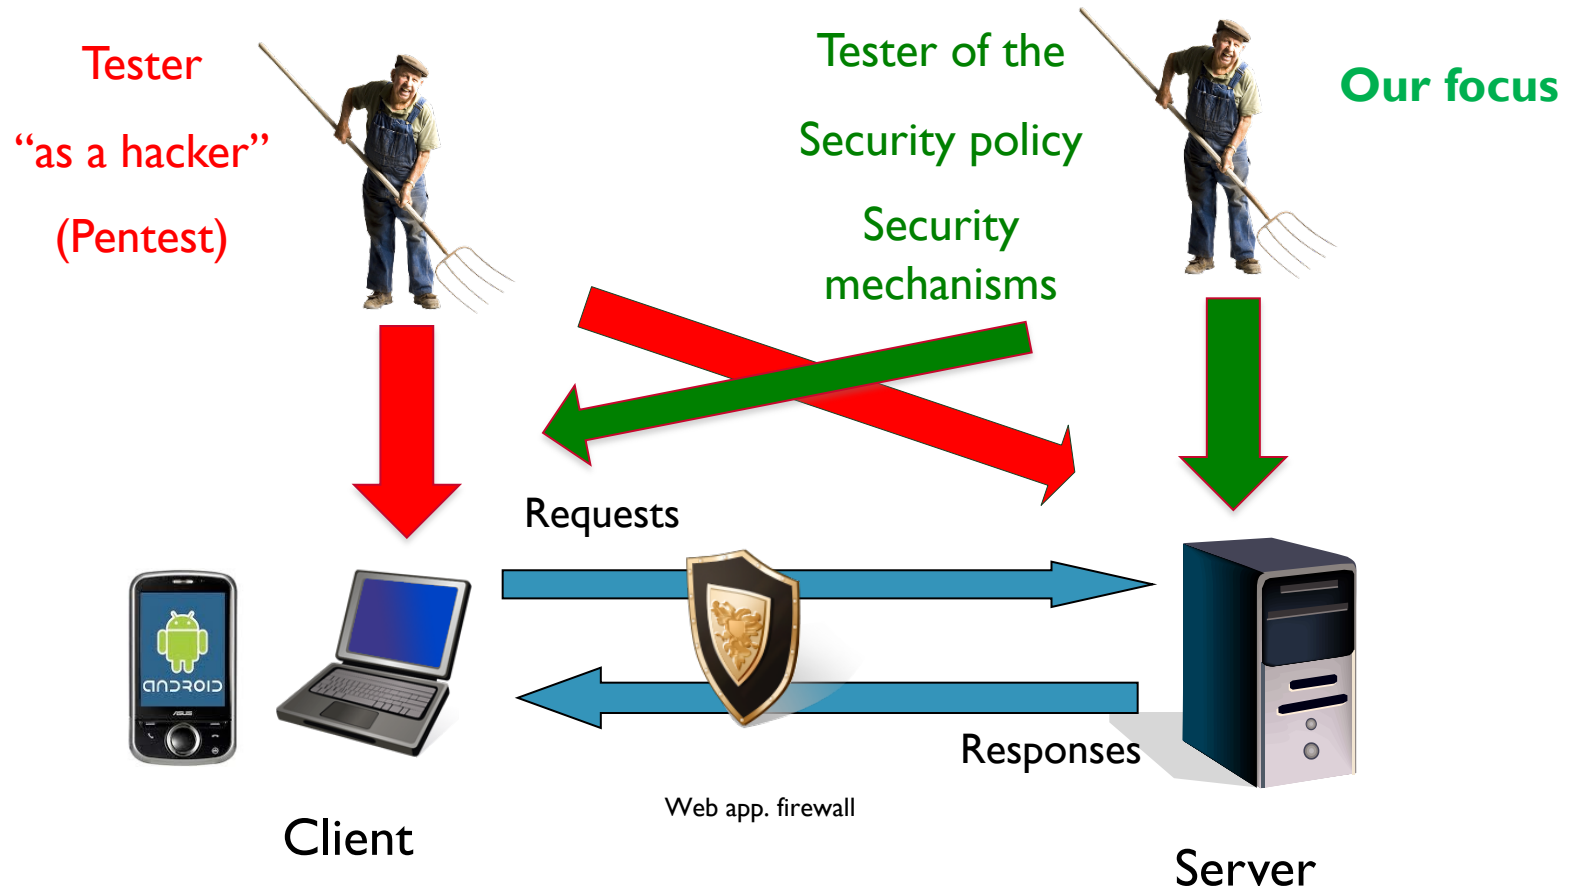 Tester
“as a hacker”
(Pentest)
Tester of the
Security policy
Security
mechanisms
Our focus
Requests
ANDROID
ASUS
Responses
Web app. firewall
Client
Server